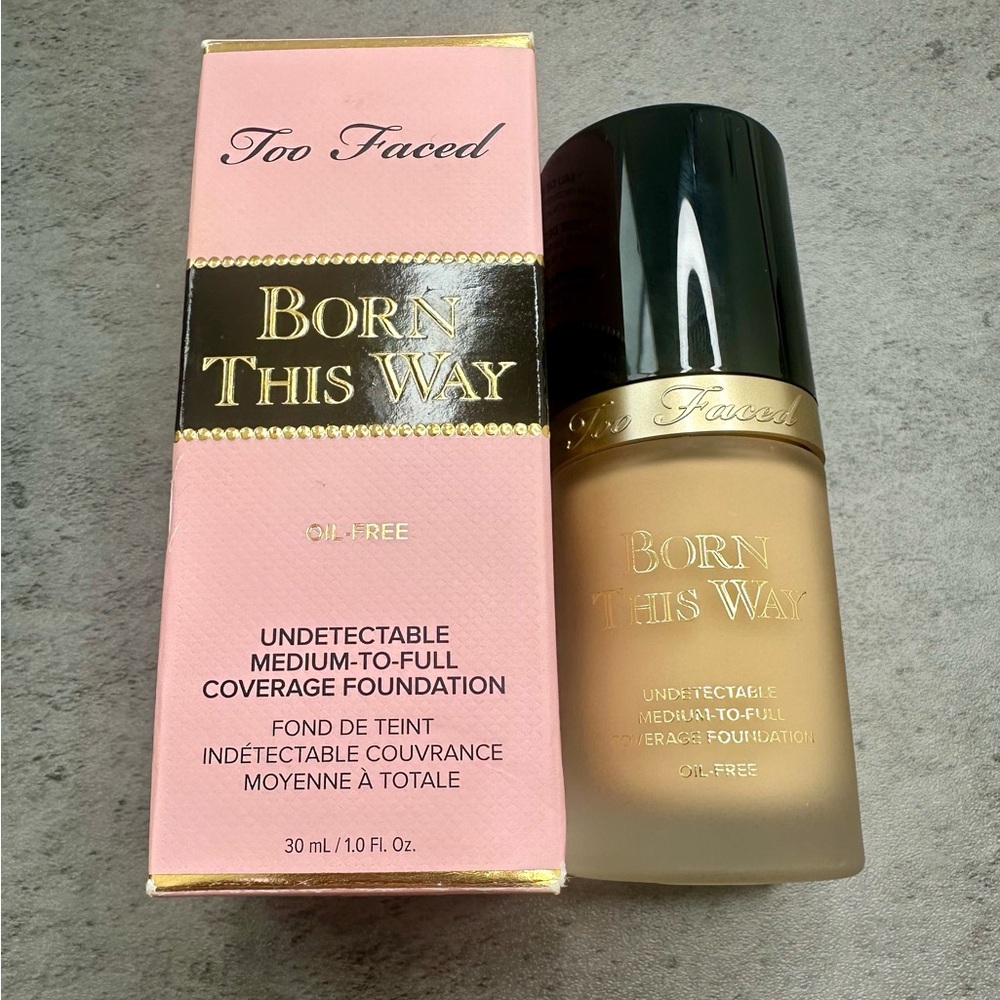 Too Faced
BORN
THIS WAY
OIL-FREE
UNDETECTABLE
MEDIUM-TO-FULL
COVERAGE FOUNDATION
FOND DE TEINT
INDÉTECTABLE COUVRANCE
MOYENNE À TOTALE
30 mL / 1.0 Fl. Oz.
Too Faced
BORN
THIS WAY
UNDETECTABLE
MEDIUM-TO-FULL
COVERAGE FOUNDATION
OIL-FREE